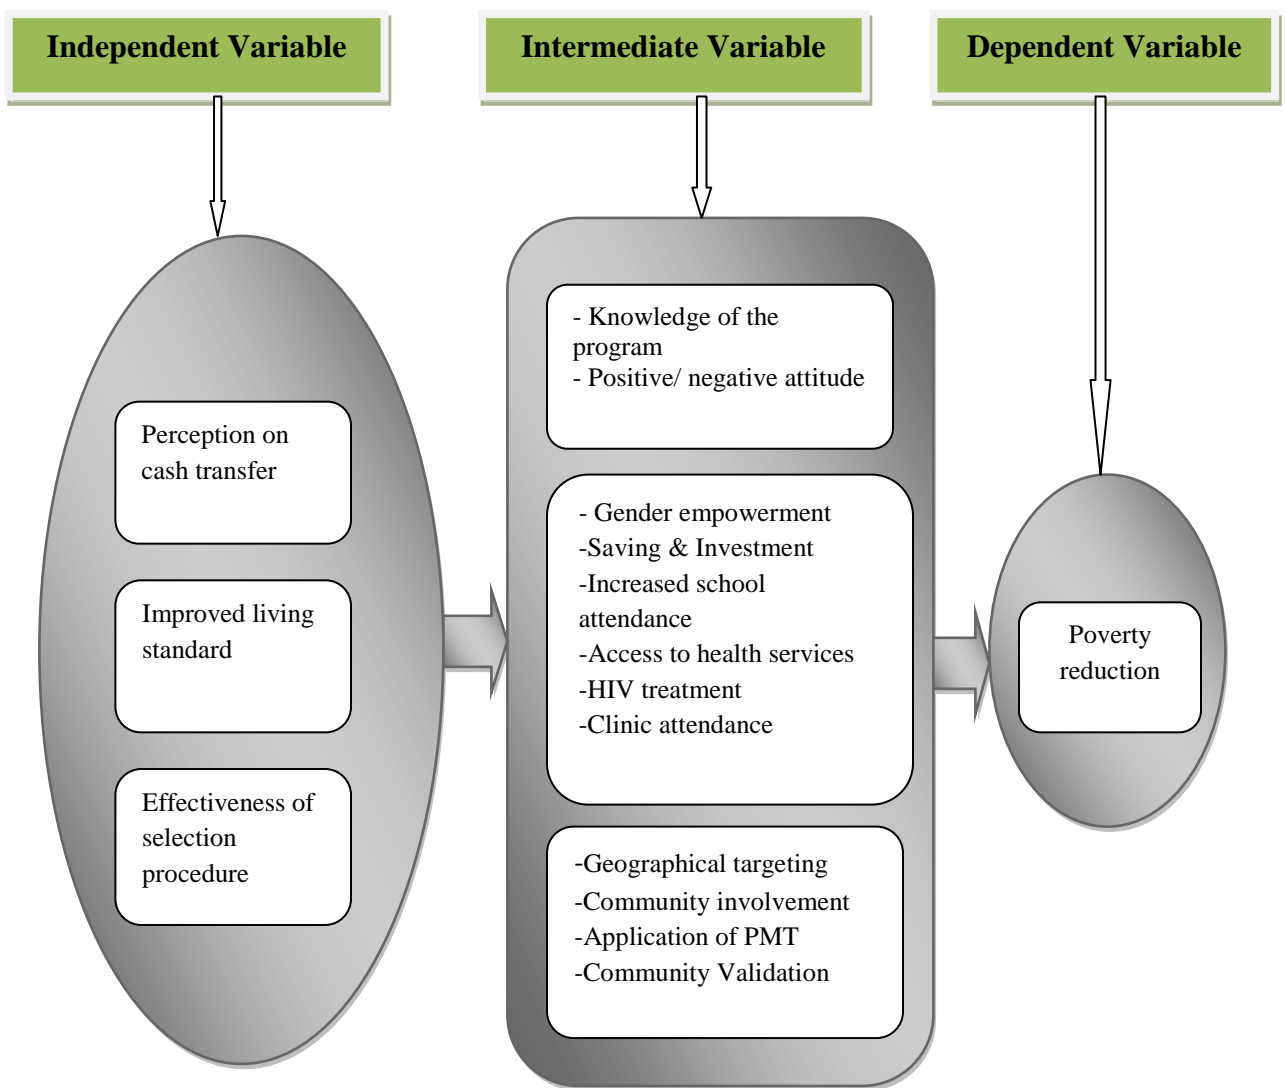 Independent Variable
Intermediate Variable
Dependent Variable
Perception on
cash transfer
Improved living
standard
Effectiveness of
selection
procedure
- Knowledge of the
program
- Positive/ negative attitude
- Gender empowerment
-Saving & Investment
-Increased school
attendance
-Access to health services
-HIV treatment
-Clinic attendance
-Geographical targeting
-Community involvement
-Application of PMT
-Community Validation
Poverty
reduction